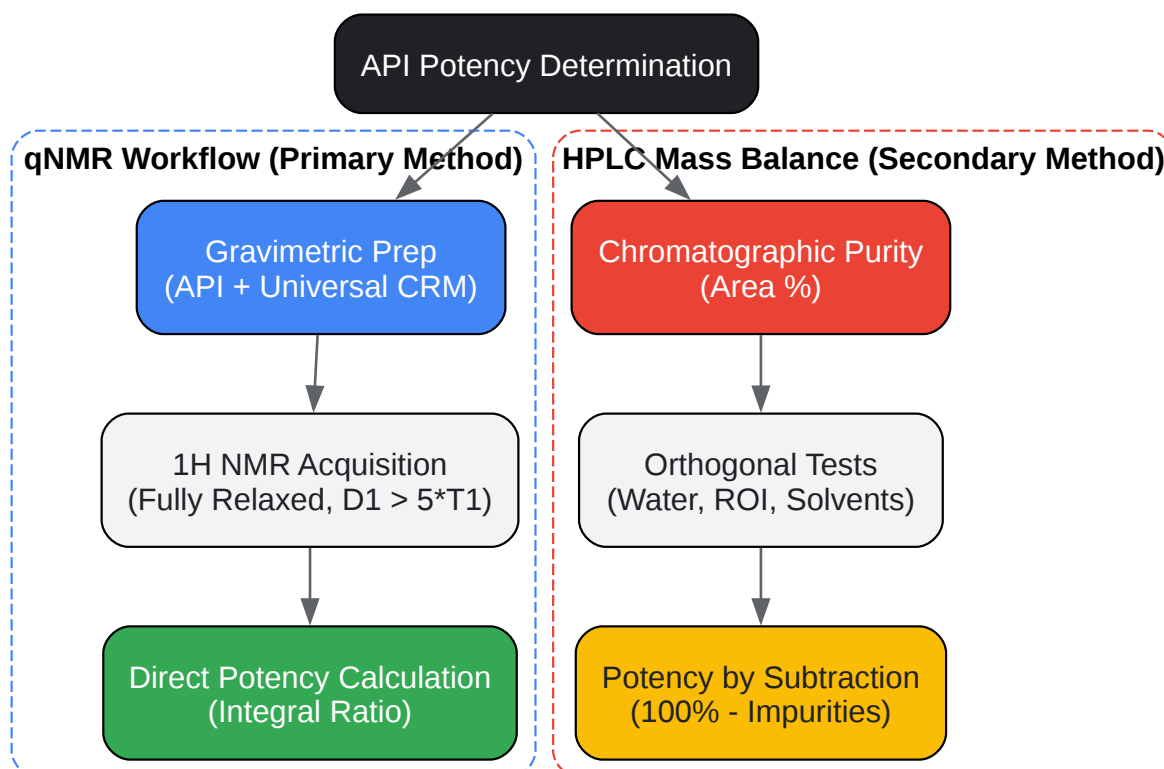 API Potency Determination
qNMR Workflow (Primary Method)
HPLC Mass Balance (Secondary Method)
Gravimetric Prep
(API + Universal CRM)
Chromatographic Purity
(Area %)
1H NMR Acquisition
(Fully Relaxed, D1 > 5*T1)
Orthogonal Tests
(Water, ROI, Solvents)
Direct Potency Calculation
(Integral Ratio)
Potency by Subtraction
(100% - Impurities)